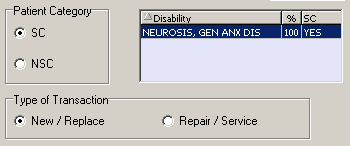 Patient Category
SC
NSC
Disability % SC
NEUROSIS, GEN ANX DIS 100 YES
Type of Transaction
New / Replace Repair / Service